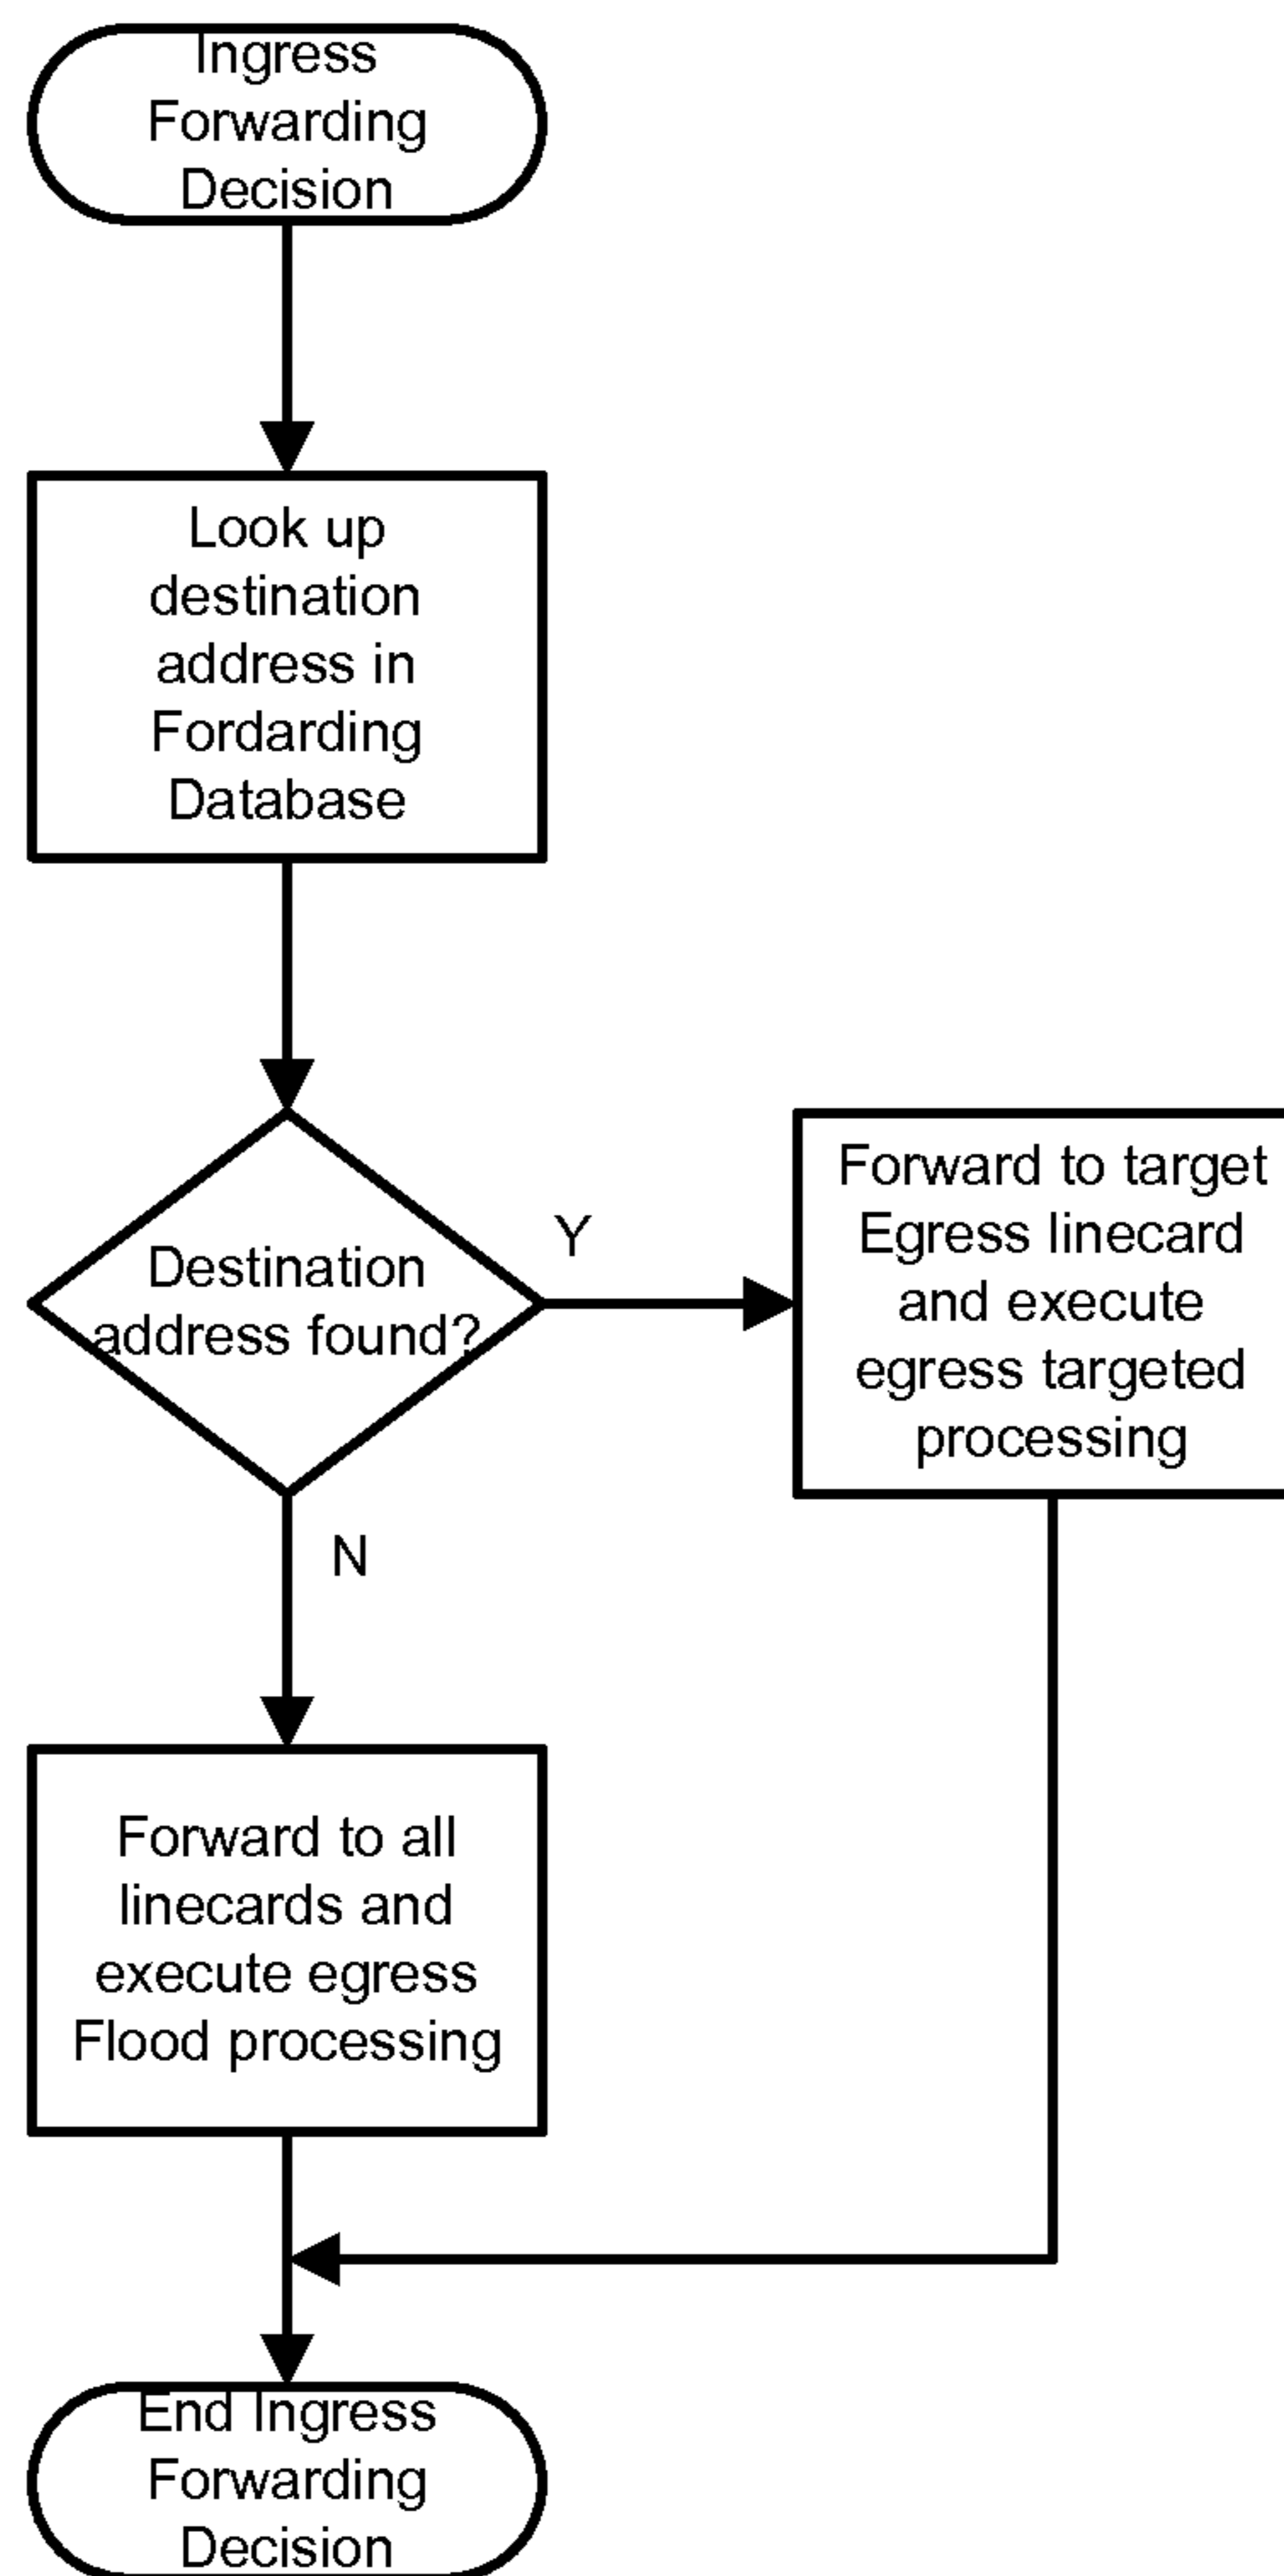 Ingress
Forwarding
Decision
Look up
destination
address in
Fordarding
Database
Destination
address found?
Y
Forward to target
Egress linecard
and execute
egress targeted
processing
N
Forward to all
linecards and
execute egress
Flood processing
End Ingress
Forwarding
Decision